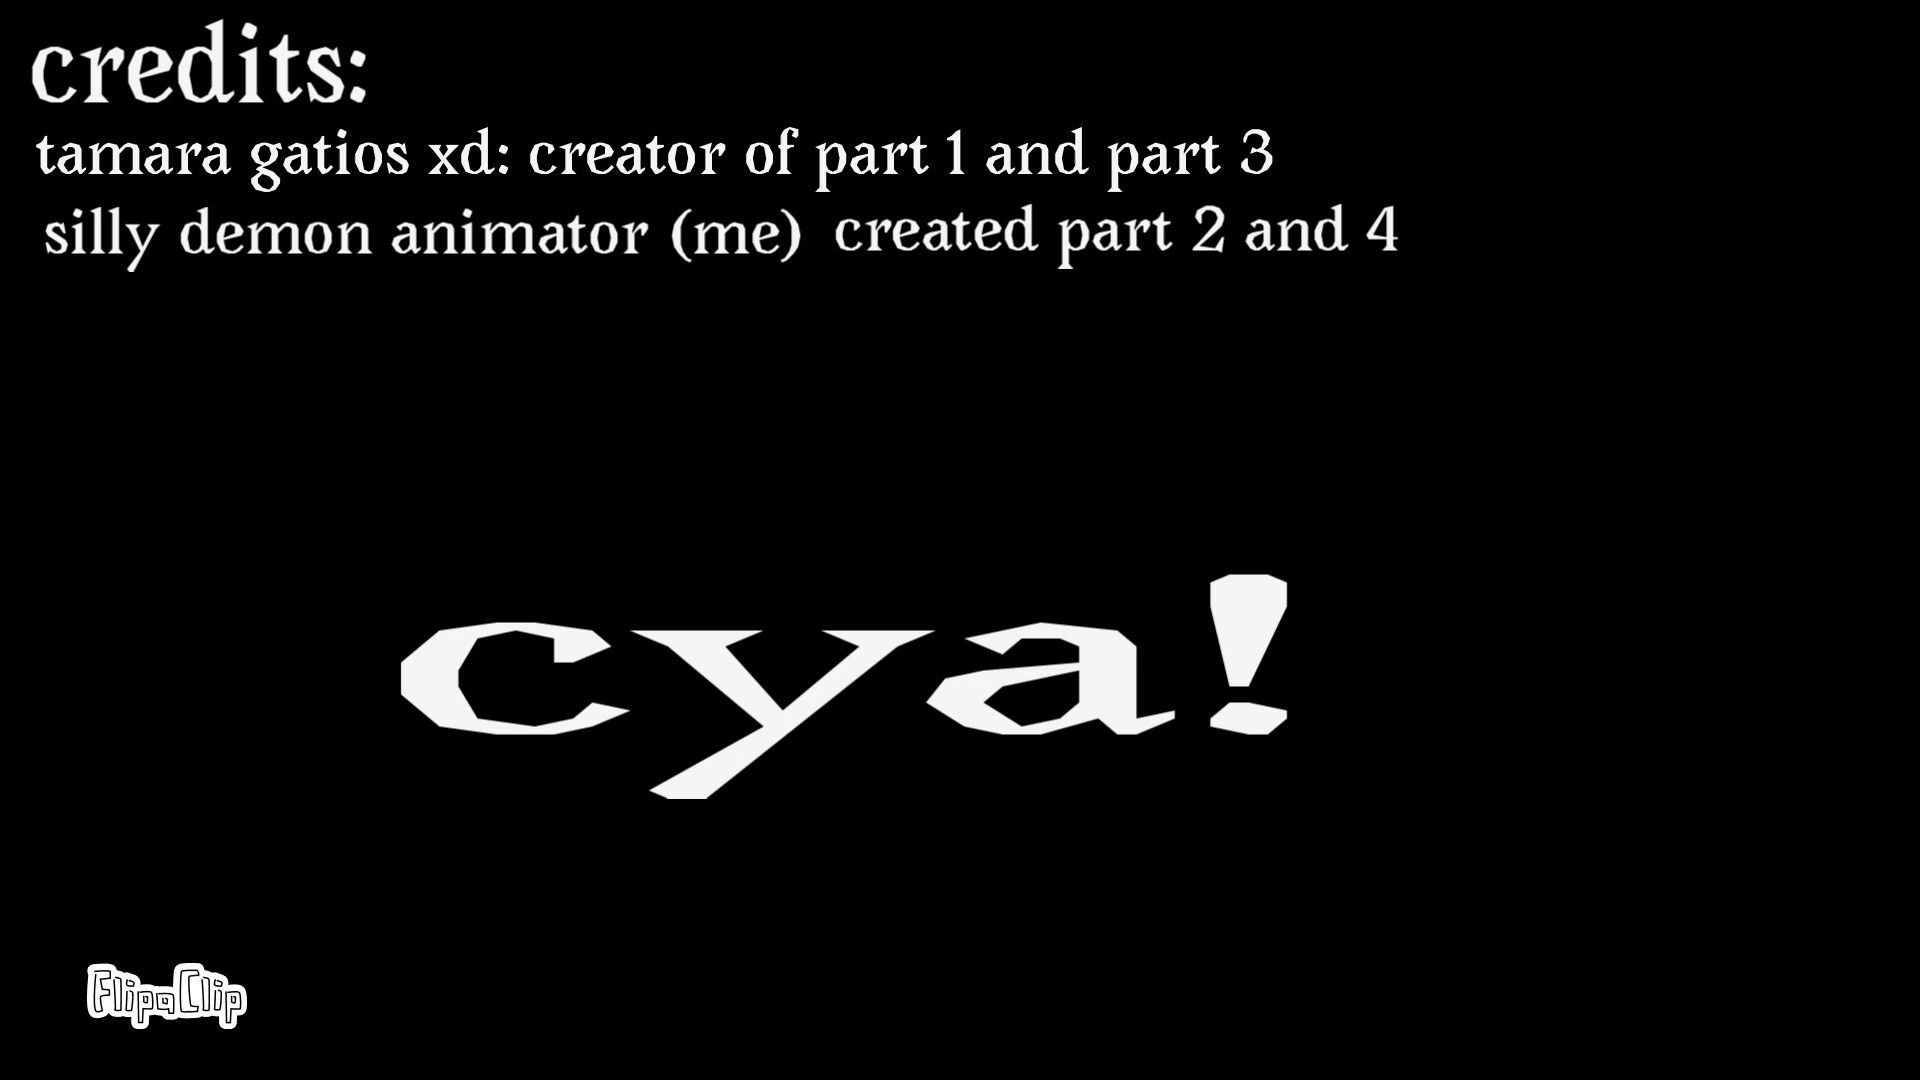 credits:
tamara gatios xd: creator of part 1 and part 3
silly demon animator (me) created part 2 and 4
cya!
FlipaClip